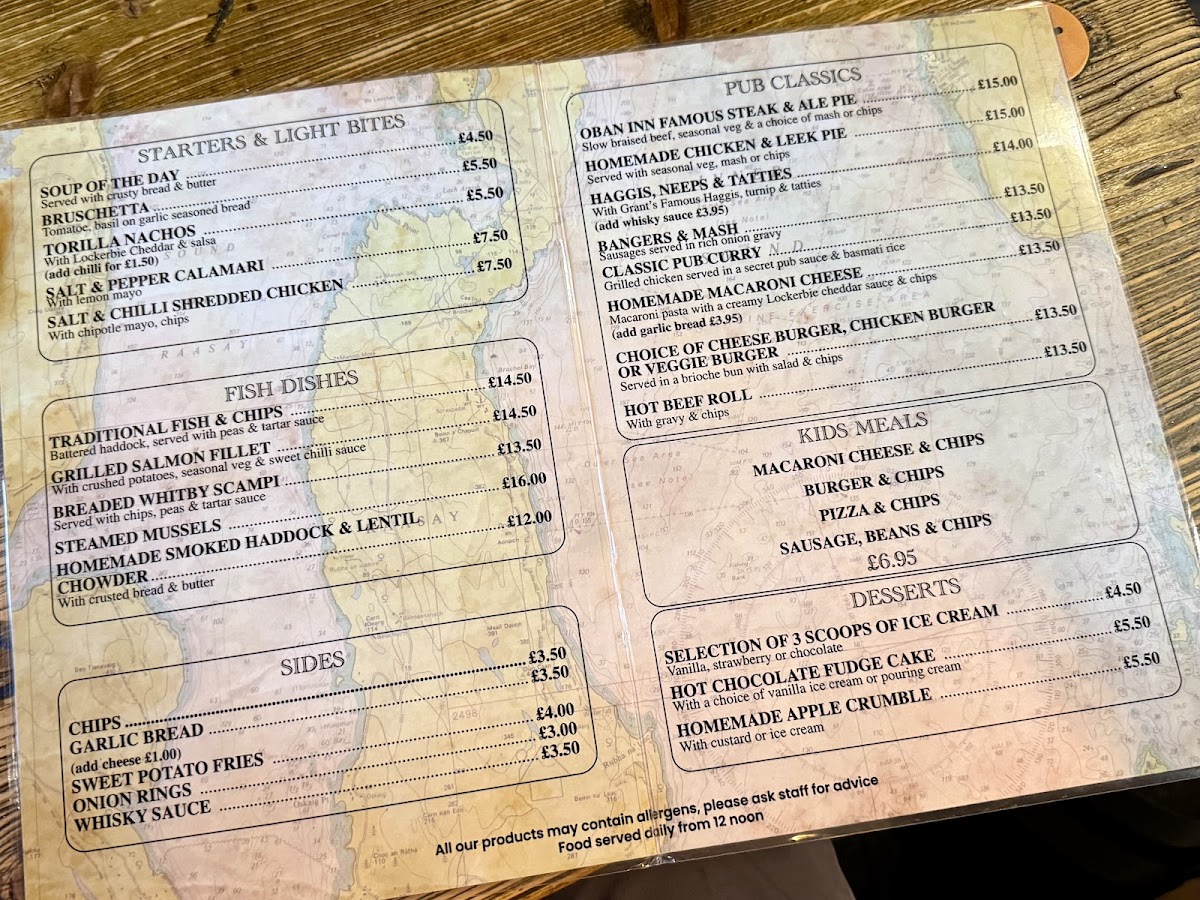 STARTERS & LIGHT BITES
SOUP OF THE DAY £4.50
Served with crusty bread & butter
BRUSCHETTA £5.50
Tomatoe, basil on garlic seasoned bread
TORILLA NACHOS £5.50
With Lockerbie Cheddar & salsa
(add chilli for £1.50)
SALT & PEPPER CALAMARI £7.50
With lemon mayo
SALT & CHILLI SHREDDED CHICKEN £7.50
With chipotle mayo, chips
FISH DISHES
TRADITIONAL FISH & CHIPS £14.50
Battered haddock, served with peas & tartar sauce
GRILLED SALMON FILLET £14.50
With crushed potatoes, seasonal veg & sweet chilli sauce
BREADED WHITBY SCAMPI £13.50
Served with chips, peas & tartar sauce
STEAMED MUSSELS £16.00
HOMEMADE SMOKED HADDOCK & LENTIL
CHOWDER £12.00
With crusted bread & butter
SIDES
CHIPS £3.50
GARLIC BREAD £3.50
(add cheese £1.00)
SWEET POTATO FRIES £4.00
ONION RINGS £3.00
WHISKY SAUCE £3.50
PUB CLASSICS
OBAN INN FAMOUS STEAK & ALE PIE £15.00
Slow braised beef, seasonal veg & a choice of mash or chips
HOMEMADE CHICKEN & LEEK PIE £15.00
Served with seasonal veg, mash or chips
HAGGIS, NEEPS & TATTIES £14.00
With Grant's Famous Haggis, turnip & tatties
(add whisky sauce £3.95)
BANGERS & MASH £13.50
Sausages served in rich onion gravy
CLASSIC PUB CURRY £13.50
Grilled chicken served in a secret pub sauce & basmati rice
HOMEMADE MACARONI CHEESE £13.50
Macaroni pasta with a creamy Lockerbie cheddar sauce & chips
(add garlic bread £3.95)
CHOICE OF CHEESE BURGER, CHICKEN BURGER
OR VEGGIE BURGER £13.50
Served in a brioche bun with salad & chips
HOT BEEF ROLL £13.50
With gravy & chips
KIDS MEALS
MACARONI CHEESE & CHIPS
BURGER & CHIPS
PIZZA & CHIPS
SAUSAGE, BEANS & CHIPS
£6.95
DESSERTS
SELECTION OF 3 SCOOPS OF ICE CREAM £4.50
Vanilla, strawberry or chocolate
HOT CHOCOLATE FUDGE CAKE £5.50
With a choice of vanilla ice cream or pouring cream
HOMEMADE APPLE CRUMBLE £5.50
With custard or ice cream
All our products may contain allergens, please ask staff for advice
Food served daily from 12 noon